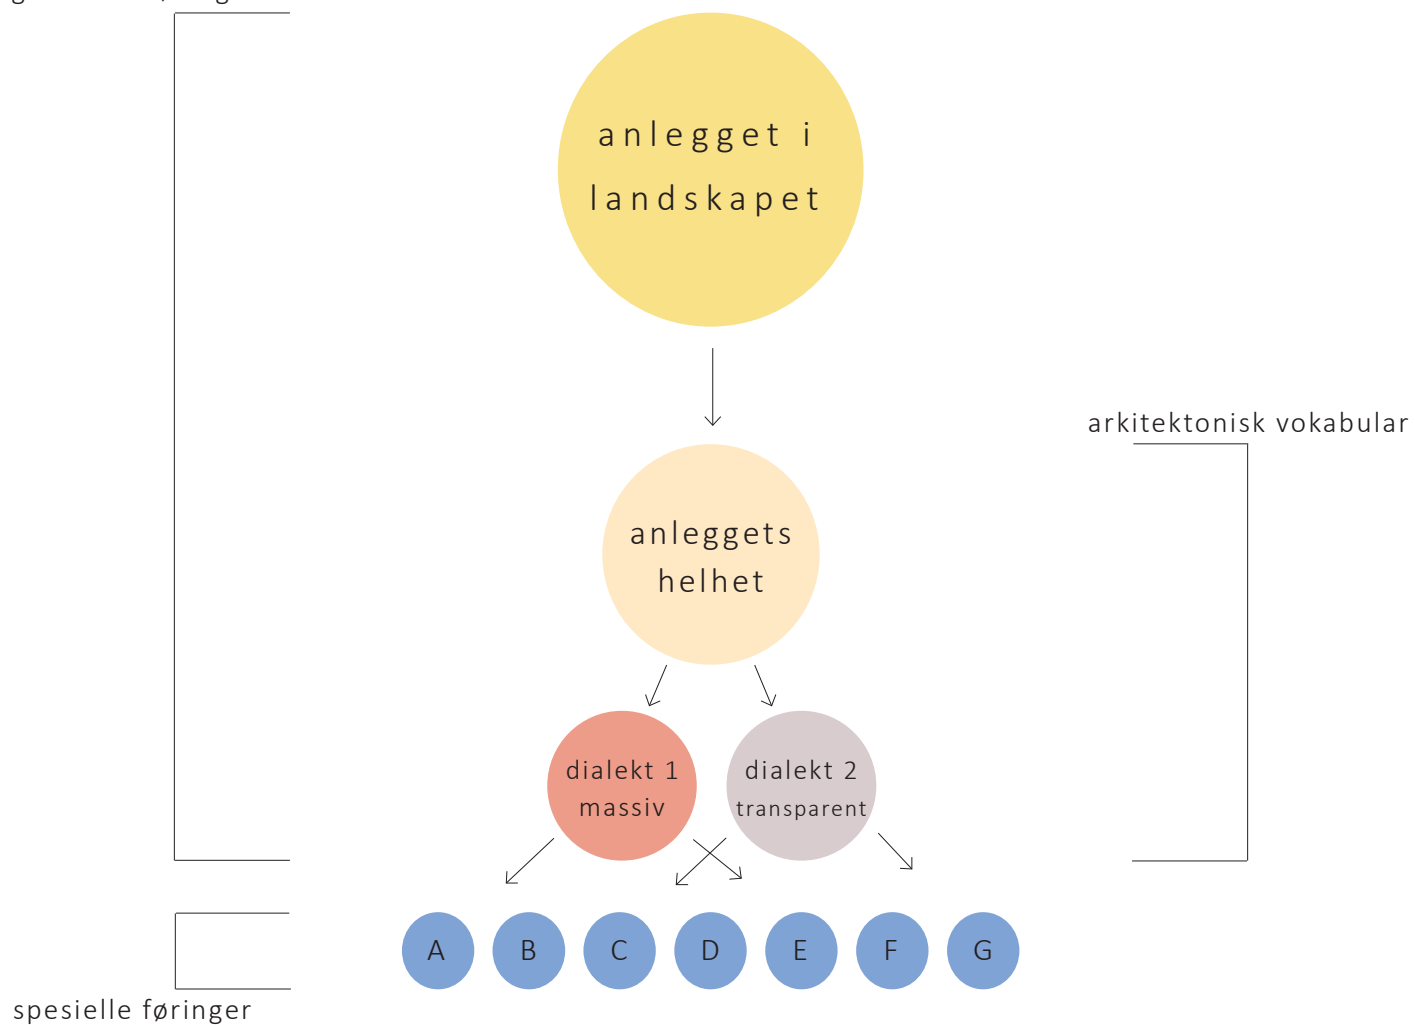 anlegget i
landskapet
arkitektonisk vokabular
anleggets
helhet
dialekt 1
massiv
dialekt 2
transparent
A B C D E F G
spesielle føringer